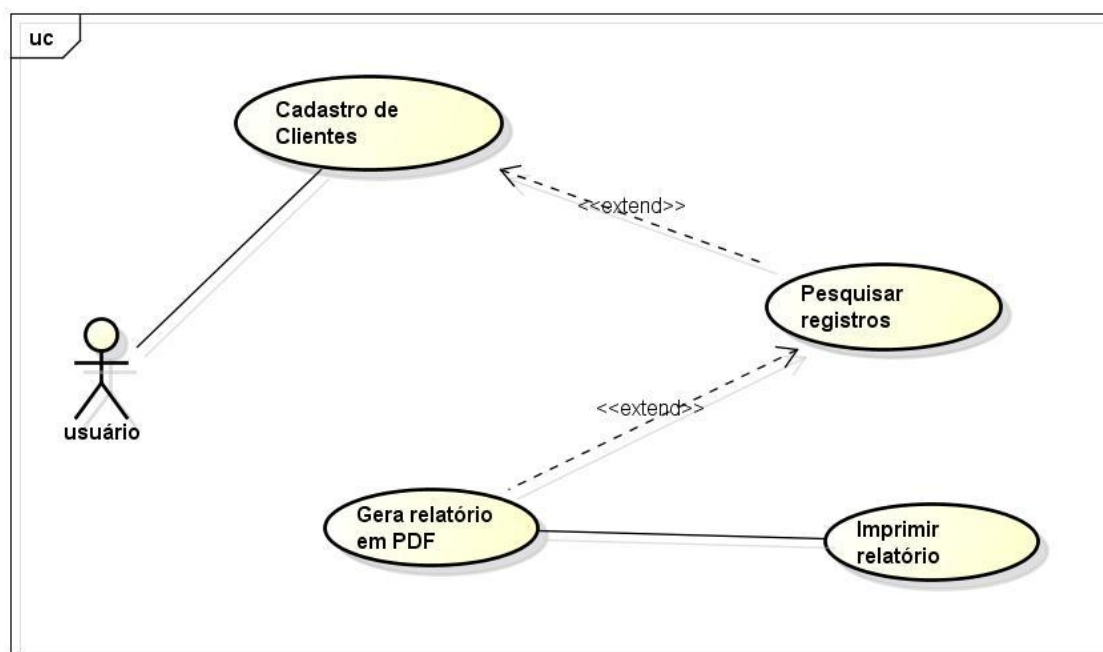 uc
Cadastro de
Clientes
<<extend>>
Pesquisar
registros
<<extend>>
usuário
Gera relatório
em PDF
Imprimir
relatório